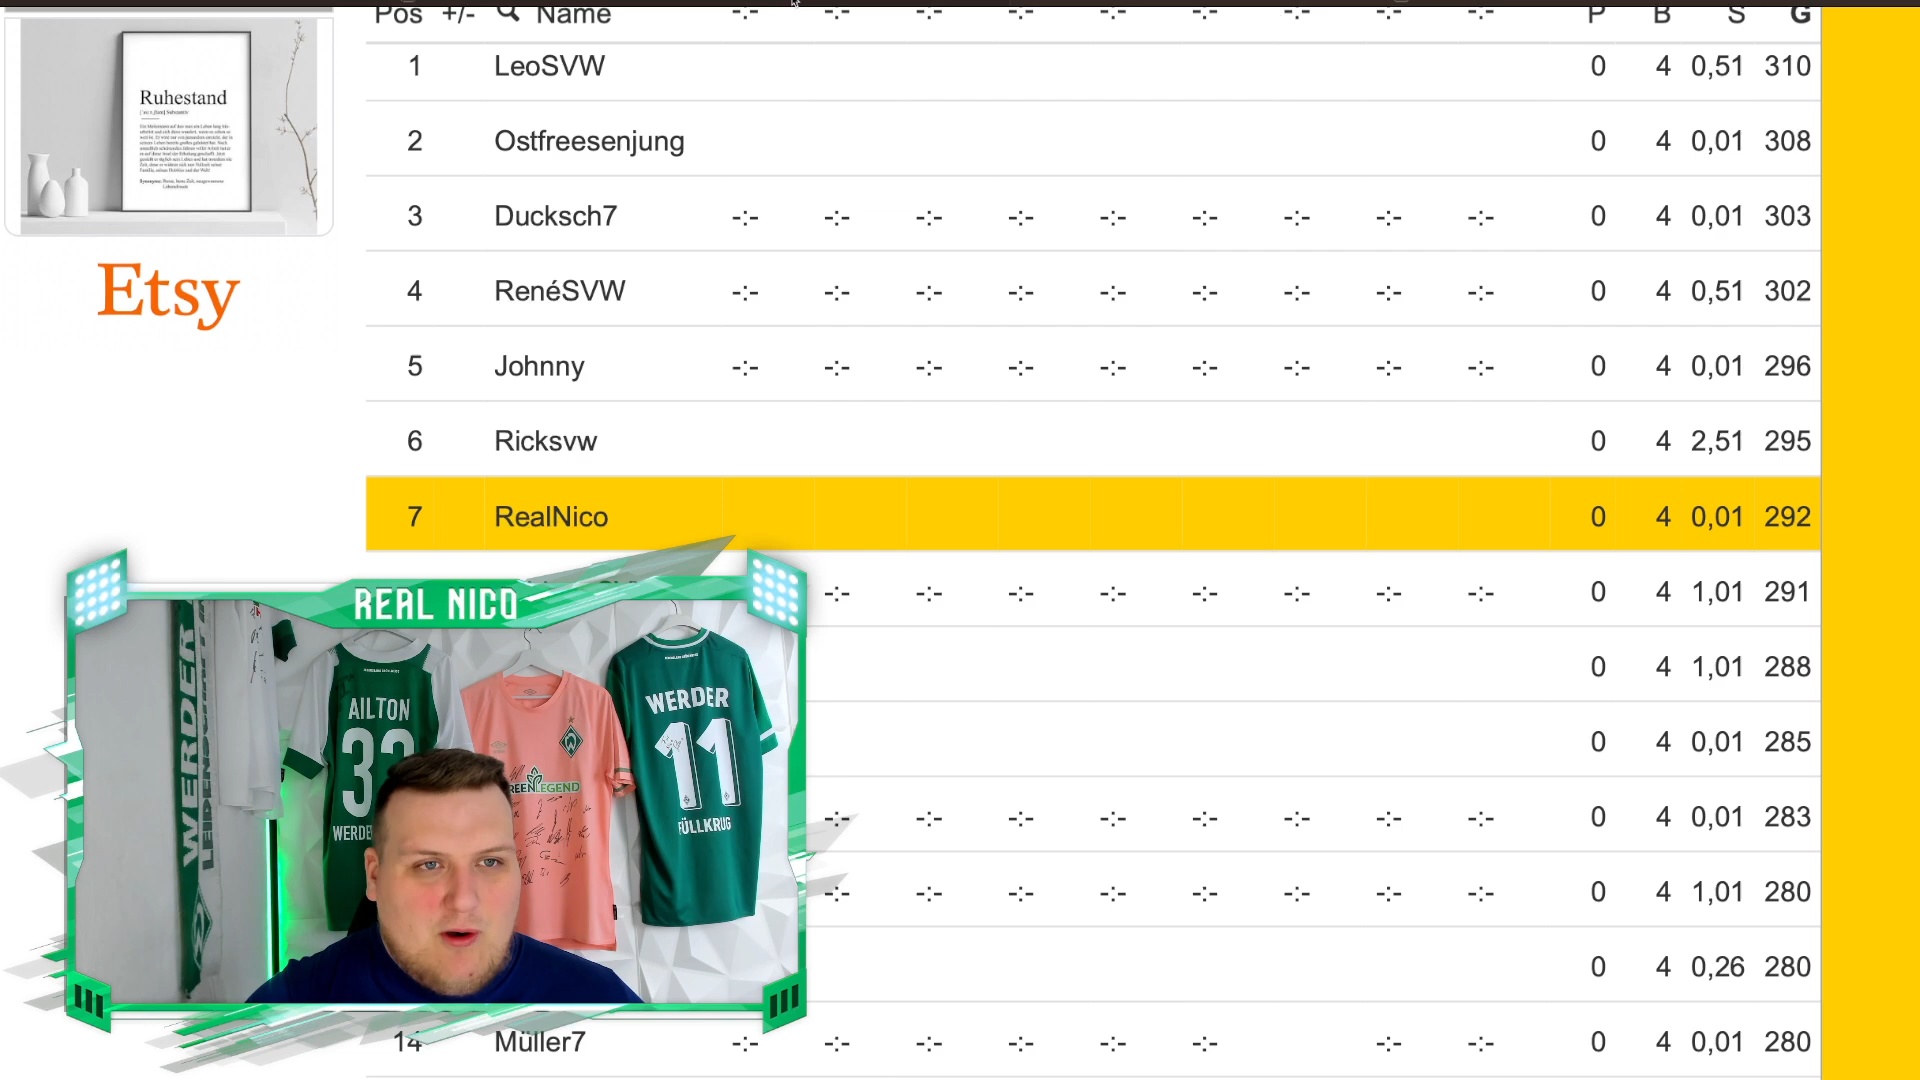 Pos +/- Name -:- -:- -:- -:- -:- -:- -:- -:- -:- P B S G
1 LeoSVW 0 4 0,51 310
2 Ostfreesenjung 0 4 0,01 308
3 Ducksch7 -:- -:- -:- -:- -:- -:- -:- -:- -:- 0 4 0,01 303
4 RenéSVW -:- -:- -:- -:- -:- -:- -:- -:- -:- 0 4 0,51 302
5 Johnny -:- -:- -:- -:- -:- -:- -:- -:- -:- 0 4 0,01 296
6 Ricksvw 0 4 2,51 295
7 RealNico 0 4 0,01 292
-:- -:- -:- -:- -:- -:- -:- -:- 0 4 1,01 291
0 4 1,01 288
0 4 0,01 285
-:- -:- -:- -:- -:- -:- -:- -:- 0 4 0,01 283
-:- -:- -:- -:- -:- -:- -:- -:- 0 4 1,01 280
0 4 0,26 280
14 Müller7 -:- -:- -:- -:- -:- -:- -:- -:- 0 4 0,01 280
Ruhestand
Etsy
REAL NICO
WERDER
AILTON
32
WERDE
REENLEGEND
WERDER
11
FÜLLKRUG